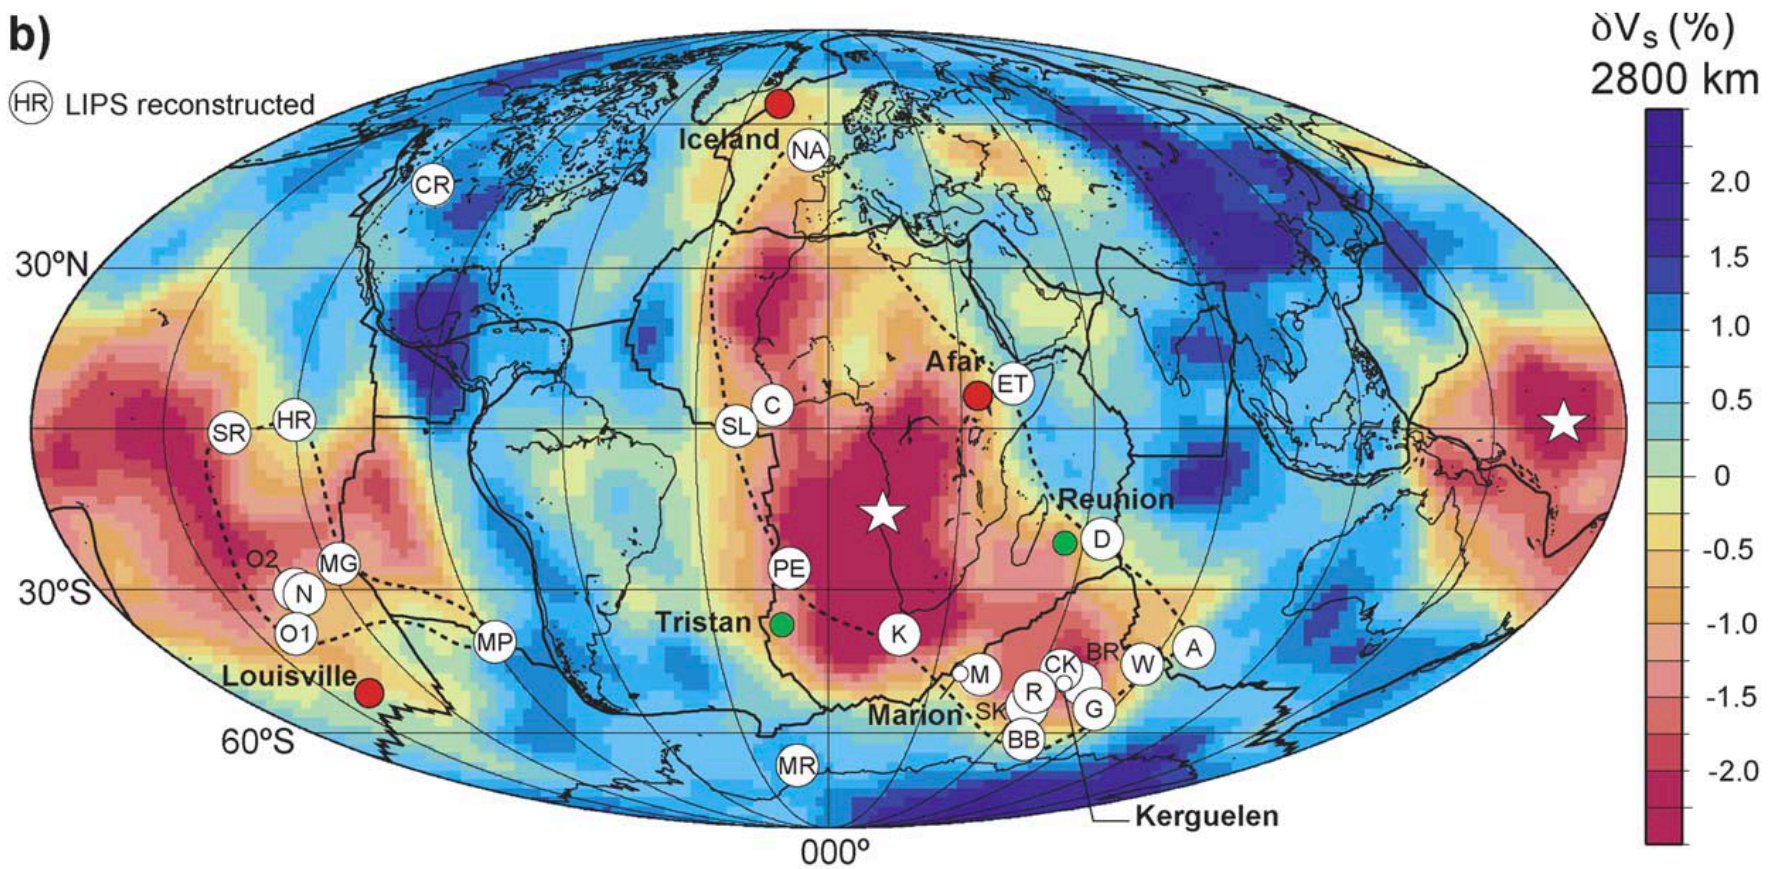 b)
HR LIPS reconstructed
δVs (%)
2800 km
Iceland
NA
CR
30ºN
2.0
1.5
1.0
0.5
0
-0.5
-1.0
-1.5
-2.0
Afar
ET
SR
HR
SL
C
Reunion
D
O2
MG
N
O1
MP
30ºS
PE
Tristan
K
Louisville
M
Marion
CK
BR
W
A
R
SK
G
BB
60ºS
MR
Kerguelen
000º